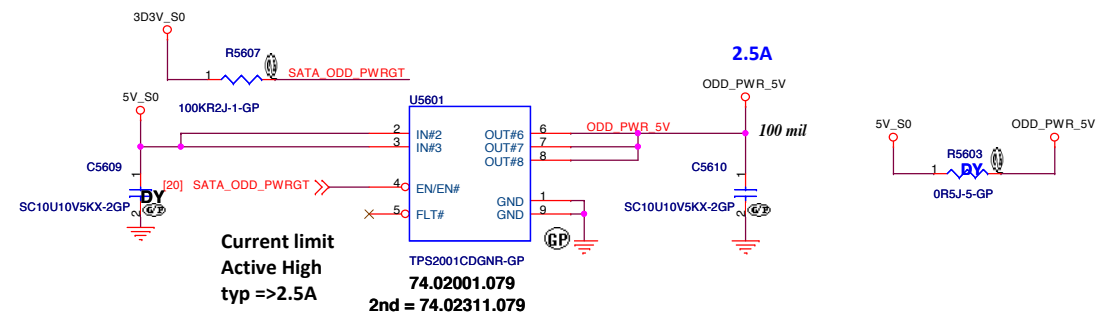 3D3V_S0
R5607
1
SATA_ODD_PWRGT
100KR2J-1-GP
5V_S0
C5609
1
DY
2
SC10U10V5KX-2GP
[20] SATA_ODD_PWRGT
U5601
2 IN#2
3 IN#3
4 EN/EN#
5 FLT#
OUT#6 6
OUT#7 7
OUT#8 8
GND 1
GND 9
ODD_PWR_5V
GP
TPS2001CDGNR-GP
74.02001.079
2nd = 74.02311.079
Current limit
Active High
typ =>2.5A
2.5A
ODD_PWR_5V
100 mil
C5610
1
2
SC10U10V5KX-2GP
5V_S0
ODD_PWR_5V
R5603
1
DY
0R5J-5-GP